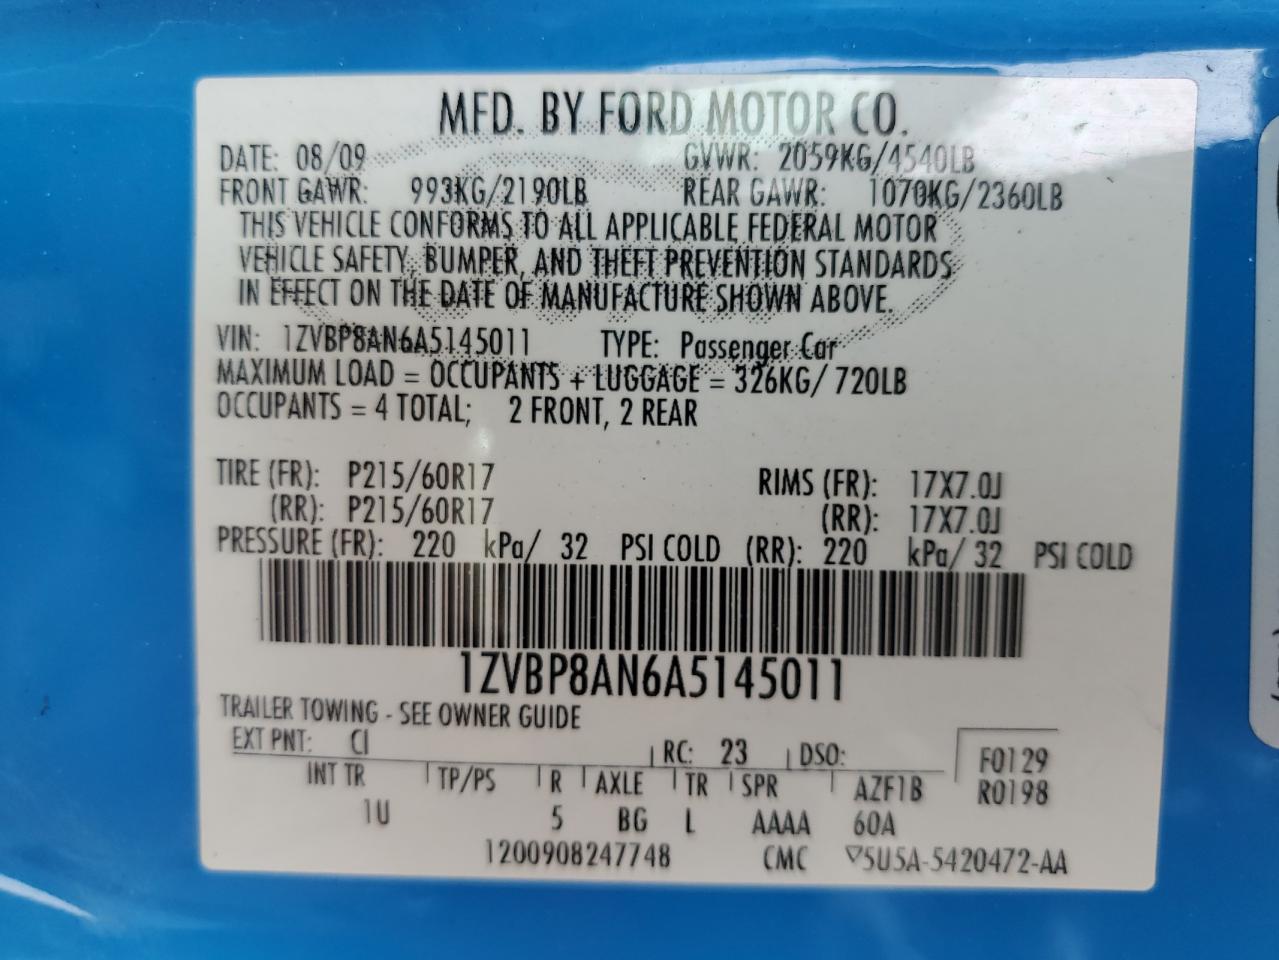 MFD. BY FORD MOTOR CO.
DATE: 08/09 GVWR: 2059KG/4540LB
FRONT GAWR: 993KG/2190LB REAR GAWR: 1070KG/2360LB
THIS VEHICLE CONFORMS TO ALL APPLICABLE FEDERAL MOTOR
VEHICLE SAFETY, BUMPER, AND THEFT PREVENTION STANDARDS
IN EFFECT ON THE DATE OF MANUFACTURE SHOWN ABOVE.
VIN: 1ZVBP8AN6A5145011 TYPE: Passenger Car
MAXIMUM LOAD = OCCUPANTS + LUGGAGE = 326KG/ 720LB
OCCUPANTS = 4 TOTAL; 2 FRONT, 2 REAR
TIRE (FR): P215/60R17 RIMS (FR): 17X7.0J
(RR): P215/60R17 (RR): 17X7.0J
PRESSURE (FR): 220 kPa/ 32 PSI COLD (RR): 220 kPa/ 32 PSI COLD
1ZVBP8AN6A5145011
TRAILER TOWING - SEE OWNER GUIDE
EXT PNT: CI RC: 23 DSO: F0129
INT TR TP/PS R AXLE TR SPR AZF1B R0198
1U 5 BG L AAAA 60A
1200908247748 CMC ▽5U5A-5420472-AA